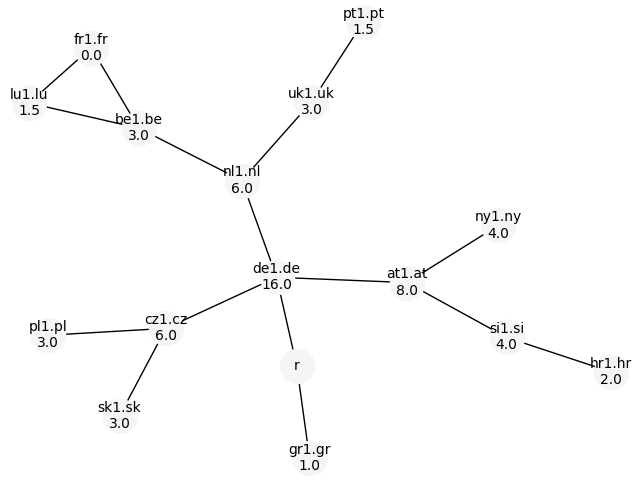 pt1.pt
1.5
fr1.fr
0.0
lu1.lu
1.5
uk1.uk
3.0
be1.be
3.0
nl1.nl
6.0
ny1.ny
4.0
de1.de
16.0
at1.at
8.0
pl1.pl
3.0
cz1.cz
6.0
si1.si
4.0
r
hr1.hr
2.0
sk1.sk
3.0
gr1.gr
1.0